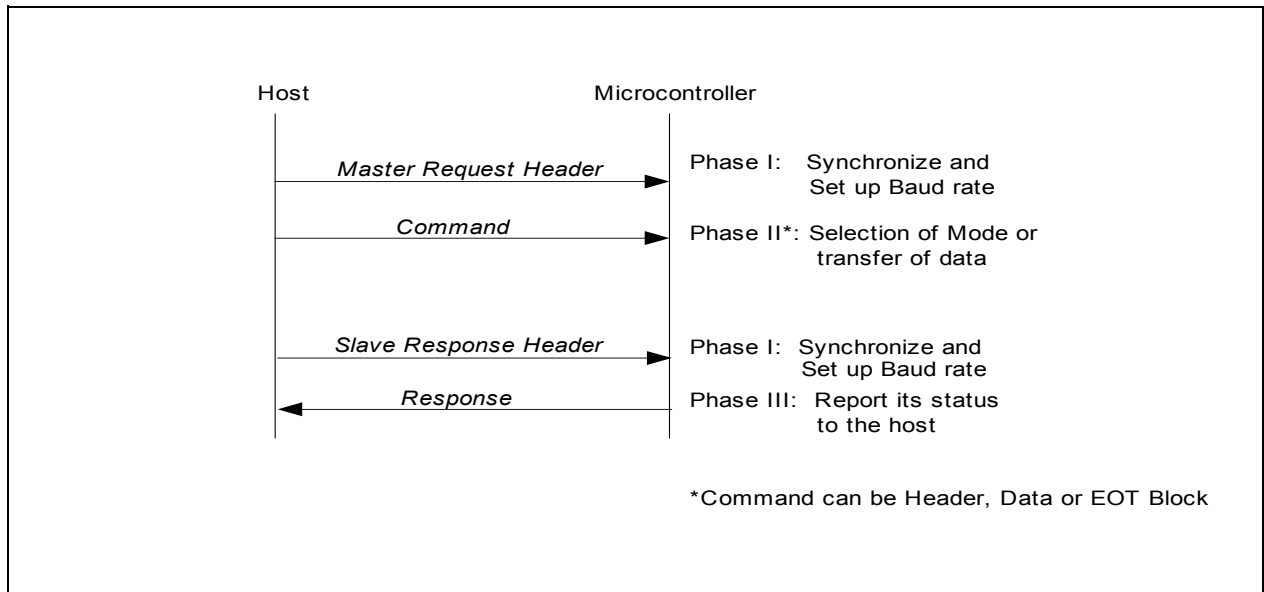 Host
Microcontroller
Master Request Header
Phase I: Synchronize and
Set up Baud rate
Command
Phase II*: Selection of Mode or
transfer of data
Slave Response Header
Phase I: Synchronize and
Set up Baud rate
Response
Phase III: Report its status
to the host
*Command can be Header, Data or EOT Block